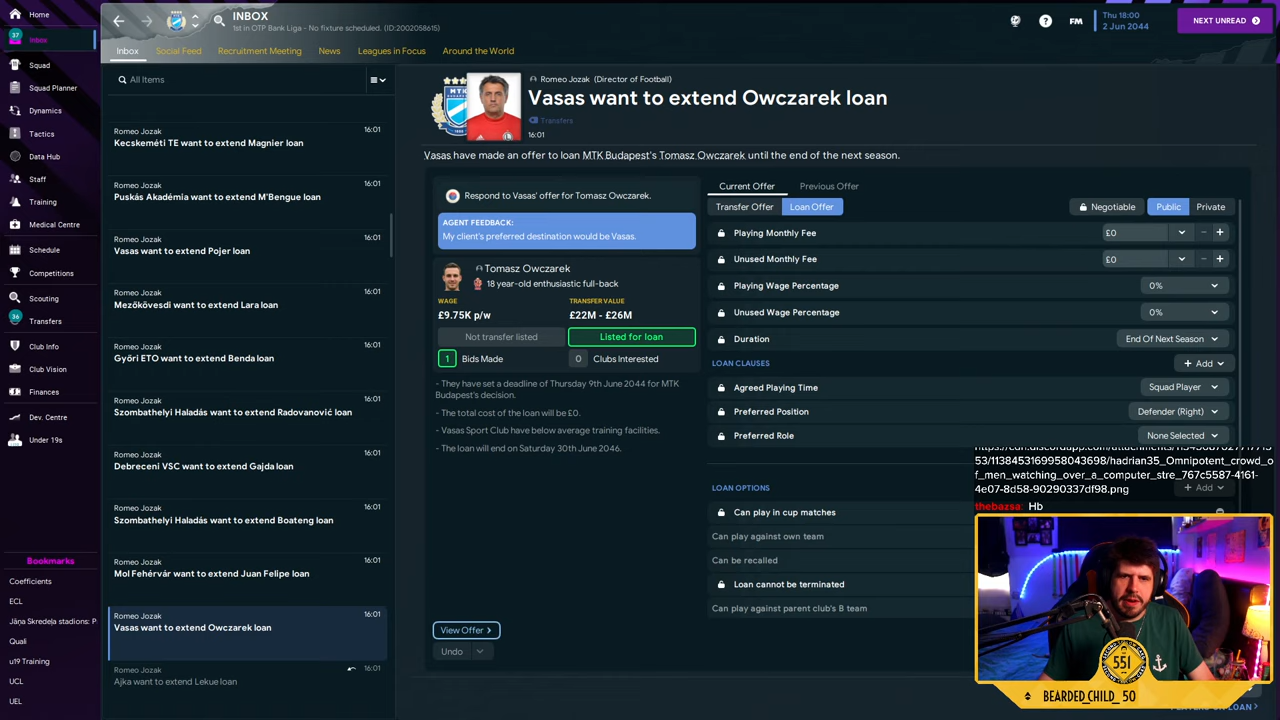 Home
37
Inbox
Squad
Squad Planner
Dynamics
Tactics
Data Hub
Staff
Training
Medical Centre
Schedule
Competitions
Scouting
36
Transfers
Club Info
Club Vision
Finances
Dev. Centre
Under 19s
Bookmarks
Coefficients
ECL
Jāņa Skredeļa stadions: P
Quali
u19 Training
UCL
UEL
INBOX
1st in OTP Bank Liga - No fixture scheduled. (ID:2002058615)
FM
Thu 18:00
2 Jun 2044
NEXT UNREAD
Inbox
Social Feed
Recruitment Meeting
News
Leagues in Focus
Around the World
All Items
Romeo Jozak 16:01
Kecskeméti TE want to extend Magnier loan
Romeo Jozak 16:01
Puskás Akadémia want to extend M'Bengue loan
Romeo Jozak 16:01
Vasas want to extend Pojer loan
Romeo Jozak 16:01
Mezőkövesdi want to extend Lara loan
Romeo Jozak 16:01
Győri ETO want to extend Benda loan
Romeo Jozak 16:01
Szombathelyi Haladás want to extend Radovanović loan
Romeo Jozak 16:01
Debreceni VSC want to extend Gajda loan
Romeo Jozak 16:01
Szombathelyi Haladás want to extend Boateng loan
Romeo Jozak 16:01
Mol Fehérvár want to extend Juan Felipe loan
Romeo Jozak 16:01
Vasas want to extend Owczarek loan
Romeo Jozak 16:01
Ajka want to extend Lekue loan
MTK
Romeo Jozak (Director of Football)
Vasas want to extend Owczarek loan
Transfers
16:01
Vasas have made an offer to loan MTK Budapest's Tomasz Owczarek until the end of the next season.
Respond to Vasas' offer for Tomasz Owczarek.
AGENT FEEDBACK:
My client's preferred destination would be Vasas.
Tomasz Owczarek
18 year-old enthusiastic full-back
WAGE TRANSFER VALUE
£9.75K p/w £22M - £26M
Not transfer listed Listed for loan
1 Bids Made 0 Clubs Interested
- They have set a deadline of Thursday 9th June 2044 for MTK
Budapest's decision.
- The total cost of the loan will be £0.
- Vasas Sport Club have below average training facilities.
- The loan will end on Saturday 30th June 2046.
View Offer
Undo
Current Offer Previous Offer
Transfer Offer Loan Offer Negotiable Public Private
Playing Monthly Fee £0
Unused Monthly Fee £0
Playing Wage Percentage 0%
Unused Wage Percentage 0%
Duration End Of Next Season
LOAN CLAUSES + Add
Agreed Playing Time Squad Player
Preferred Position Defender (Right)
Preferred Role None Selected
LOAN OPTIONS + Add
Can play in cup matches
Can play against own team
Can be recalled
Loan cannot be terminated
Can play against parent club's B team
53/1138453169958043698/hadrian35_Omnipotent_crowd_o
f_men_watching_over_a_computer_stre_767c5587-4161-
4e07-8d58-90290337df98.png
thebazsa: Hb
551
BEARDED_CHILD_50